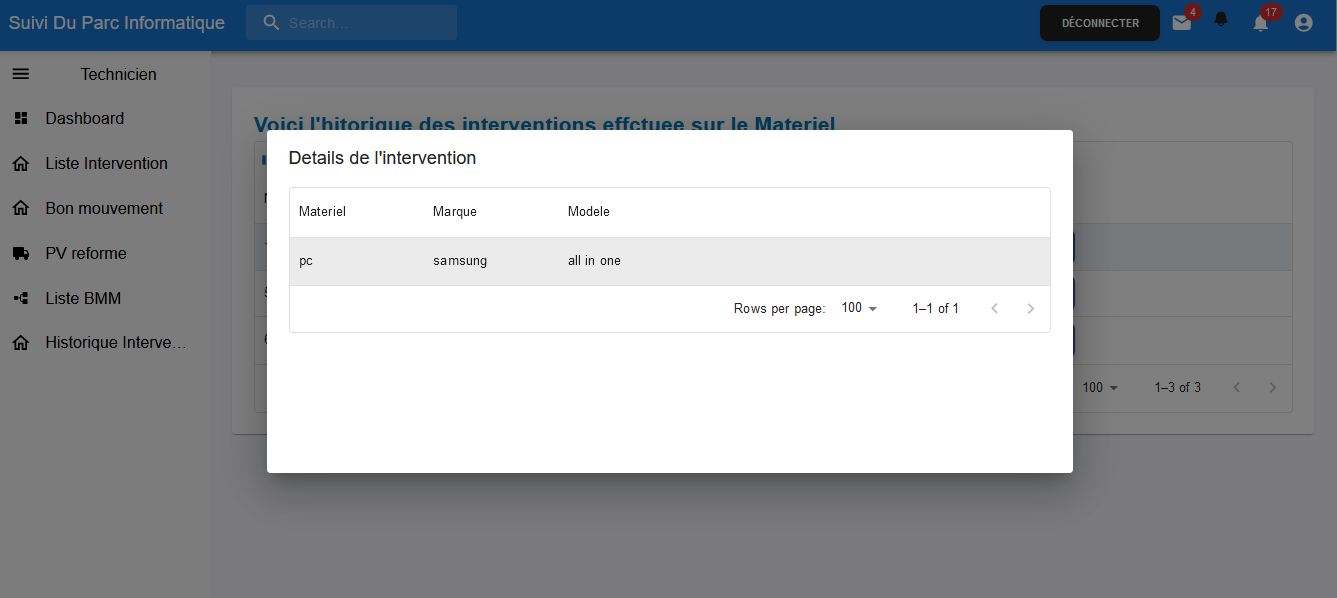 Suivi Du Parc Informatique
Search...
DÉCONNECTER
4
17
Technicien
Dashboard
Liste Intervention
Bon mouvement
PV reforme
Liste BMM
Historique Interve...
Voici l'hitorique des interventions effctuee sur le Materiel
Details de l'intervention
Materiel Marque Modele
pc samsung all in one
Rows per page: 100 1–1 of 1
100 1–3 of 3